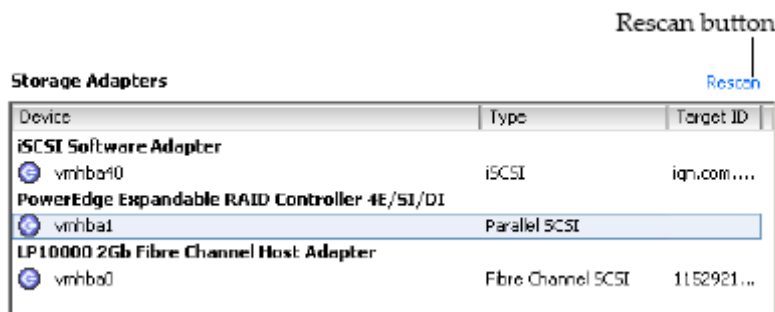 Rescan button
Storage Adapters Rescan
Device Type Target ID
iSCSI Software Adapter
vmhba40 iSCSI iqn.com....
PowerEdge Expandable RAID Controller 4E/SI/DI
vmhba1 Parallel SCSI
LP10000 2Gb Fibre Channel Host Adapter
vmhba0 Fibre Channel SCSI 1152921...